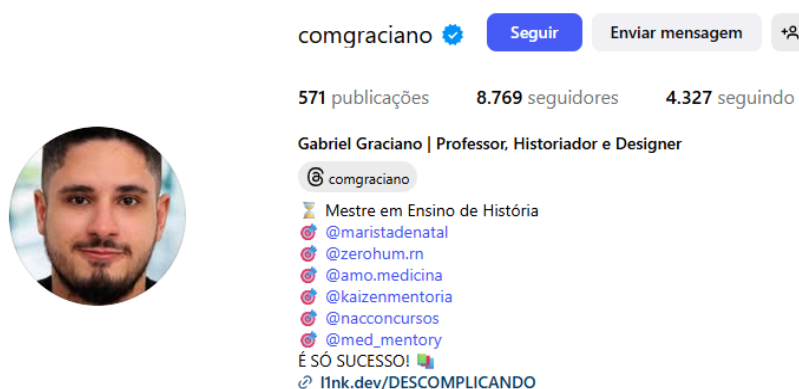 comgraciano
Seguir
Enviar mensagem
571 publicações
8.769 seguidores
4.327 seguindo
Gabriel Graciano | Professor, Historiador e Designer
comgraciano
⏳ Mestre em Ensino de História
🎯 @maristadenatal
🎯 @zerohum.rn
🎯 @amo.medicina
🎯 @kaizenmentoria
🎯 @nacconcursos
🎯 @med_mentory
É SÓ SUCESSO! 📚
l1nk.dev/DESCOMPLICANDO